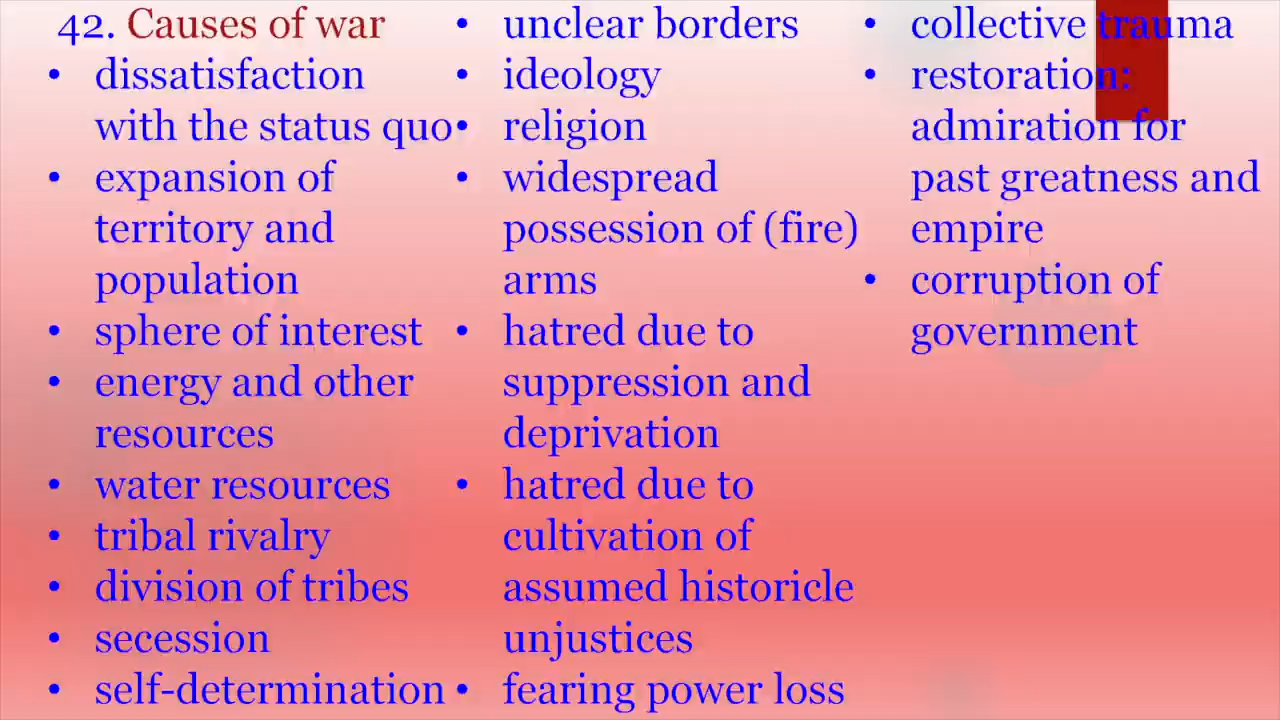 42. Causes of war
• dissatisfaction
with the status quo
• expansion of
territory and
population
• sphere of interest
• energy and other
resources
• water resources
• tribal rivalry
• division of tribes
• secession
• self-determination
• unclear borders
• ideology
• religion
• widespread
possession of (fire)
arms
• hatred due to
suppression and
deprivation
• hatred due to
cultivation of
assumed historicle
unjustices
• fearing power loss
• collective trauma
• restoration:
admiration for
past greatness and
empire
• corruption of
government